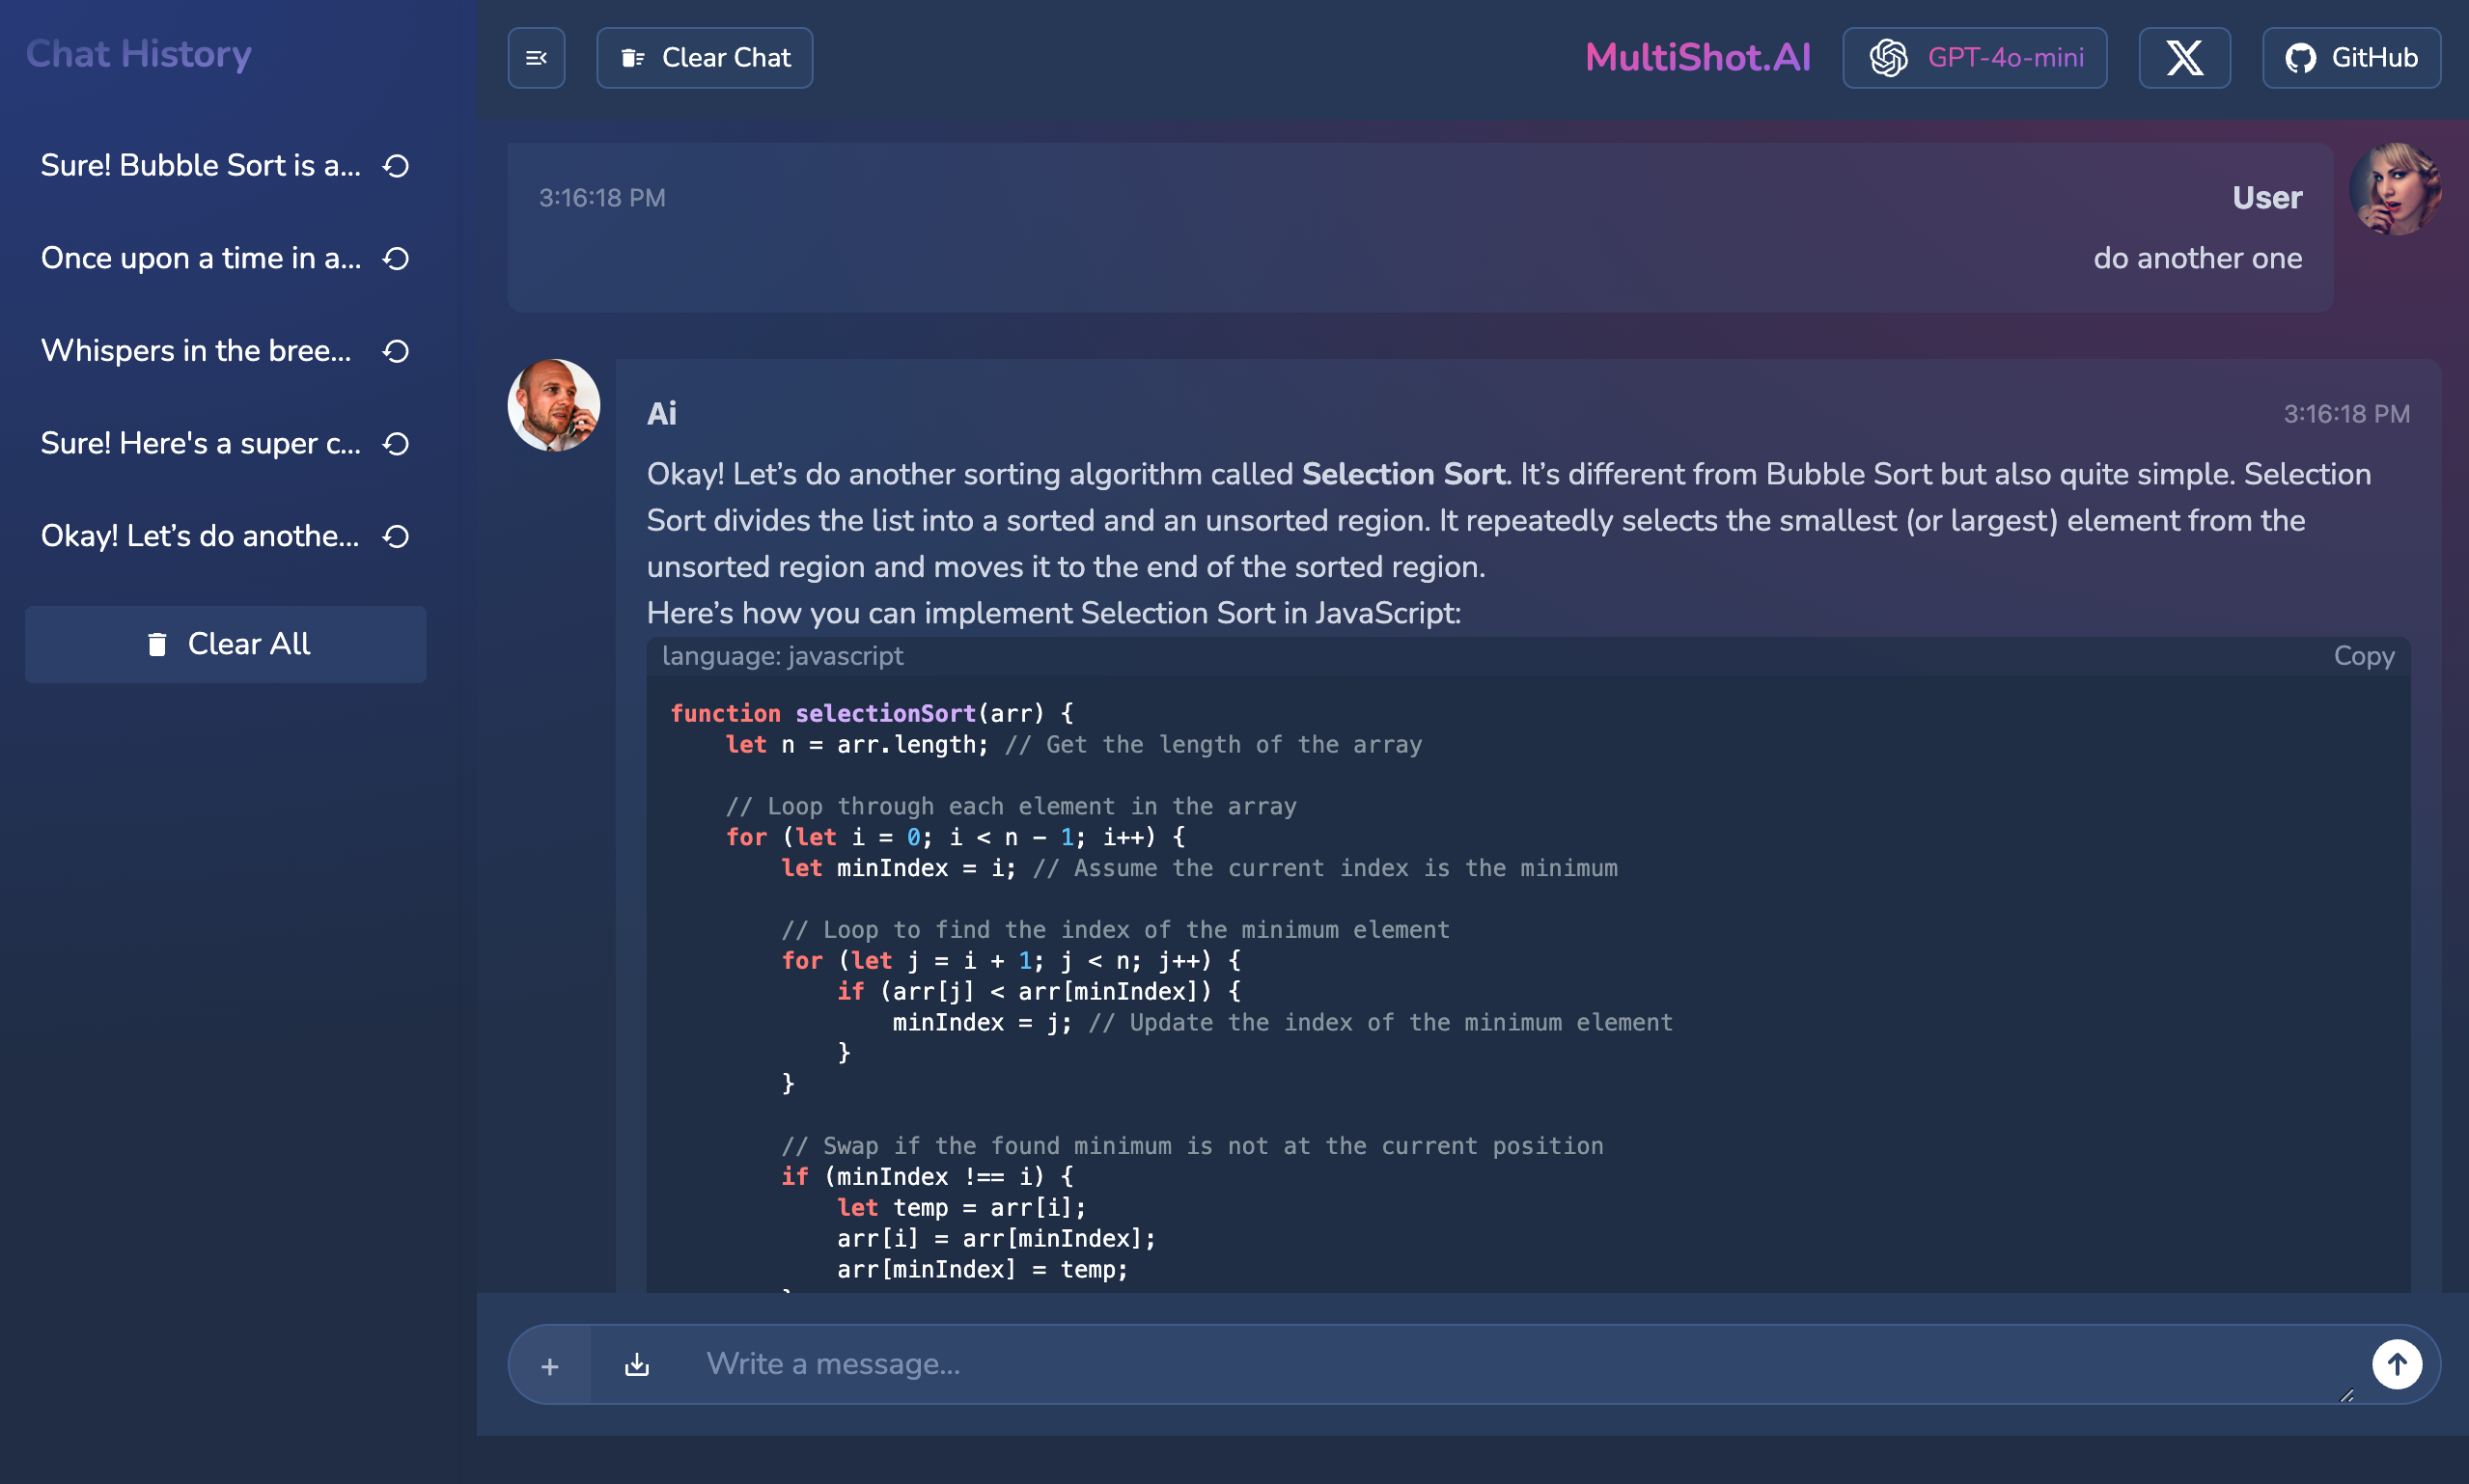 Chat History
Sure! Bubble Sort is a...
Once upon a time in a...
Whispers in the bree...
Sure! Here's a super c...
Okay! Let’s do anothe...
Clear All
Clear Chat
MultiShot.AI
GPT-4o-mini
GitHub
3:16:18 PM
User
do another one
Ai
3:16:18 PM
Okay! Let’s do another sorting algorithm called Selection Sort. It’s different from Bubble Sort but also quite simple. Selection
Sort divides the list into a sorted and an unsorted region. It repeatedly selects the smallest (or largest) element from the
unsorted region and moves it to the end of the sorted region.
Here’s how you can implement Selection Sort in JavaScript:
language: javascript
Copy
function selectionSort(arr) {
    let n = arr.length; // Get the length of the array
    // Loop through each element in the array
    for (let i = 0; i < n - 1; i++) {
        let minIndex = i; // Assume the current index is the minimum
        // Loop to find the index of the minimum element
        for (let j = i + 1; j < n; j++) {
            if (arr[j] < arr[minIndex]) {
                minIndex = j; // Update the index of the minimum element
            }
        }
        // Swap if the found minimum is not at the current position
        if (minIndex !== i) {
            let temp = arr[i];
            arr[i] = arr[minIndex];
            arr[minIndex] = temp;
Write a message...